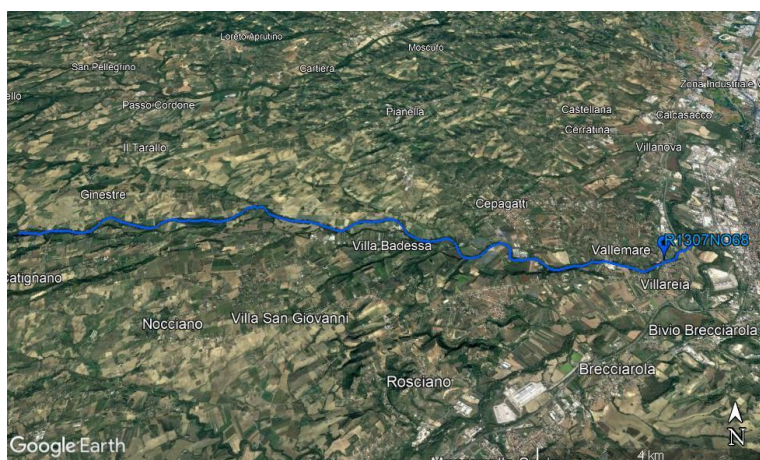 Loreto Aprutino
Moscufo
San Pellegrino
Cartiera
Zona Industriale
ello
Passo Cordone
Pianella
Castellana
Calcasacco
Cerratina
Il Tarallo
Villanova
Ginestre
Cepagatti
R1307NO68
Villa Badessa
Vallemare
Catignano
Villareia
Nocciano
Villa San Giovanni
Bivio Brecciarola
Brecciarola
Rosciano
N
Google Earth
4 km